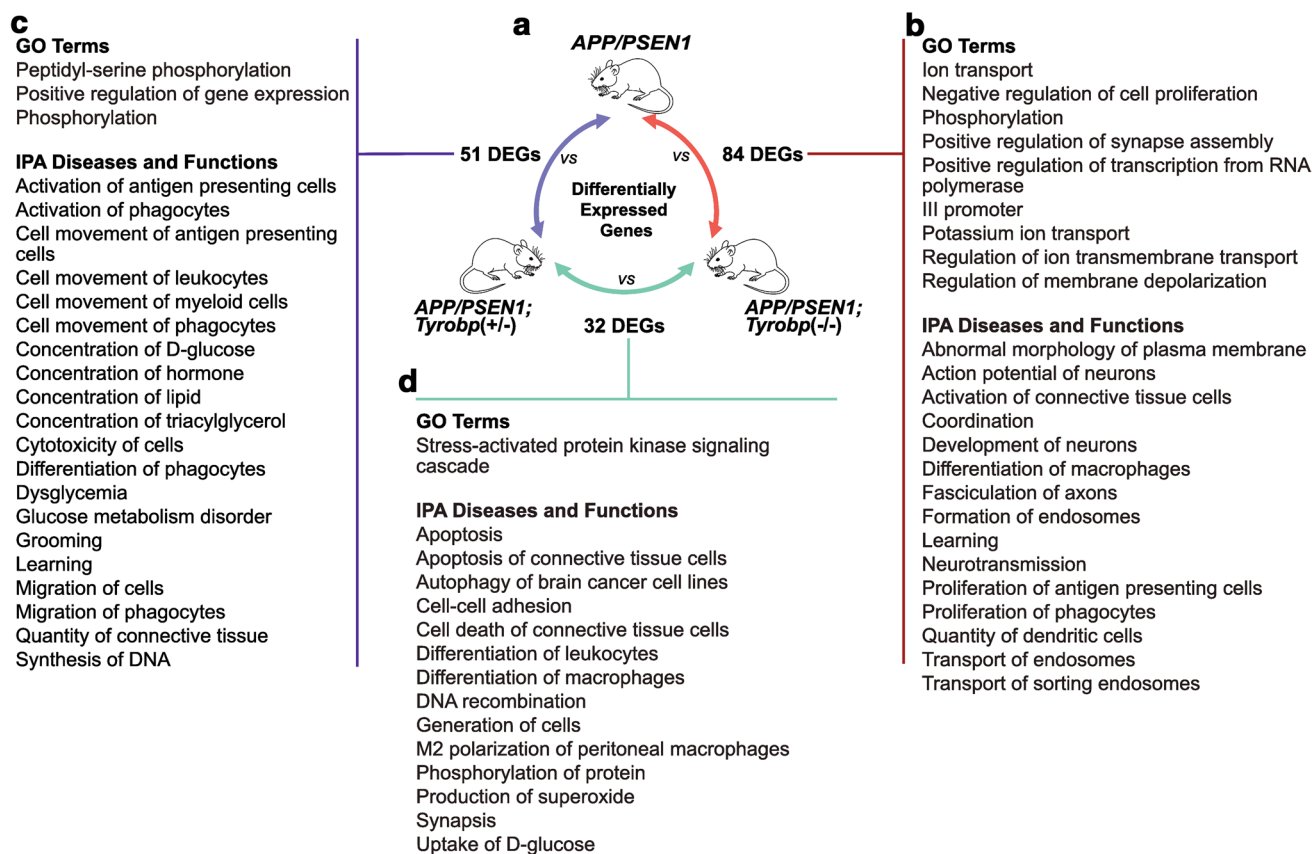 c
GO Terms
Peptidyl-serine phosphorylation
Positive regulation of gene expression
Phosphorylation
IPA Diseases and Functions
Activation of antigen presenting cells
Activation of phagocytes
Cell movement of antigen presenting
cells
Cell movement of leukocytes
Cell movement of myeloid cells
Cell movement of phagocytes
Concentration of D-glucose
Concentration of hormone
Concentration of lipid
Concentration of triacylglycerol
Cytotoxicity of cells
Differentiation of phagocytes
Dysglycemia
Glucose metabolism disorder
Grooming
Learning
Migration of cells
Migration of phagocytes
Quantity of connective tissue
Synthesis of DNA
a
APP/PSEN1
51 DEGs
vs
vs
84 DEGs
Differentially
Expressed
Genes
vs
APP/PSEN1;
Tyrobp(+/-)
APP/PSEN1;
Tyrobp(-/-)
32 DEGs
b
GO Terms
Ion transport
Negative regulation of cell proliferation
Phosphorylation
Positive regulation of synapse assembly
Positive regulation of transcription from RNA
polymerase
III promoter
Potassium ion transport
Regulation of ion transmembrane transport
Regulation of membrane depolarization
IPA Diseases and Functions
Abnormal morphology of plasma membrane
Action potential of neurons
Activation of connective tissue cells
Coordination
Development of neurons
Differentiation of macrophages
Fasciculation of axons
Formation of endosomes
Learning
Neurotransmission
Proliferation of antigen presenting cells
Proliferation of phagocytes
Quantity of dendritic cells
Transport of endosomes
Transport of sorting endosomes
d
GO Terms
Stress-activated protein kinase signaling
cascade
IPA Diseases and Functions
Apoptosis
Apoptosis of connective tissue cells
Autophagy of brain cancer cell lines
Cell-cell adhesion
Cell death of connective tissue cells
Differentiation of leukocytes
Differentiation of macrophages
DNA recombination
Generation of cells
M2 polarization of peritoneal macrophages
Phosphorylation of protein
Production of superoxide
Synapsis
Uptake of D-glucose